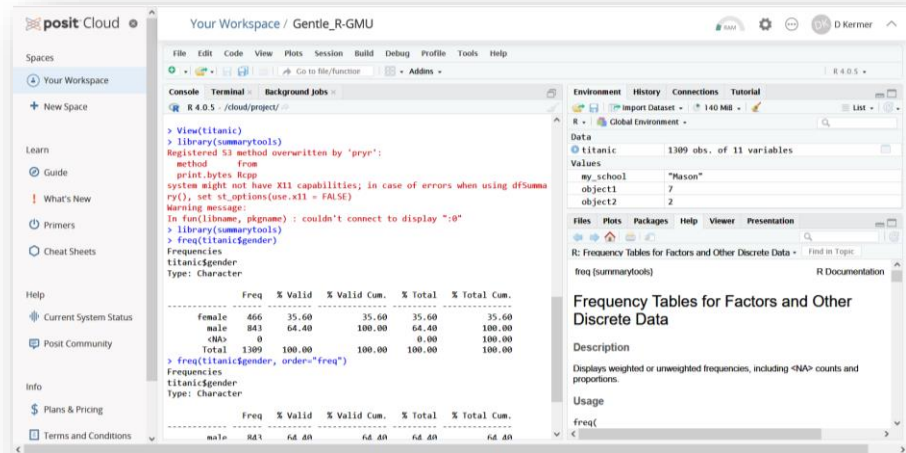 posit Cloud
Your Workspace / Gentle_R-GMU
RAM
DK D Kermer
Spaces
Your Workspace
New Space
Learn
Guide
What's New
Primers
Cheat Sheets
Help
Current System Status
Posit Community
Info
Plans & Pricing
Terms and Conditions
File Edit Code View Plots Session Build Debug Profile Tools Help
Go to file/function Addins
R 4.0.5
Console Terminal Background Jobs
R 4.0.5 · /cloud/project/
> View(titanic)
> library(summarytools)
Registered S3 method overwritten by 'pryr':
method from
print.bytes Rcpp
system might not have X11 capabilities; in case of errors when using dfSumma
ry(), set st_options(use.x11 = FALSE)
Warning message:
In fun(libname, pkgname) : couldn't connect to display ":0"
> library(summarytools)
> freq(titanic$gender)
Frequencies
titanic$gender
Type: Character
Freq % Valid % Valid Cum. % Total % Total Cum.
----------- ------ --------- -------------- --------- --------------
female 466 35.60 35.60 35.60 35.60
male 843 64.40 100.00 64.40 100.00
<NA> 0 0.00 100.00
Total 1309 100.00 100.00 100.00 100.00
> freq(titanic$gender, order="freq")
Frequencies
titanic$gender
Type: Character
Freq % Valid % Valid Cum. % Total % Total Cum.
----------- ------ --------- -------------- --------- --------------
male 843 64.40 64.40 64.40 64.40
Environment History Connections Tutorial
Import Dataset 140 MiB List
R Global Environment
Data
titanic 1309 obs. of 11 variables
Values
my_school "Mason"
object1 7
object2 2
Files Plots Packages Help Viewer Presentation
R: Frequency Tables for Factors and Other Discrete Data Find in Topic
freq {summarytools} R Documentation
Frequency Tables for Factors and Other
Discrete Data
Description
Displays weighted or unweighted frequencies, including <NA> counts and
proportions.
Usage
freq(